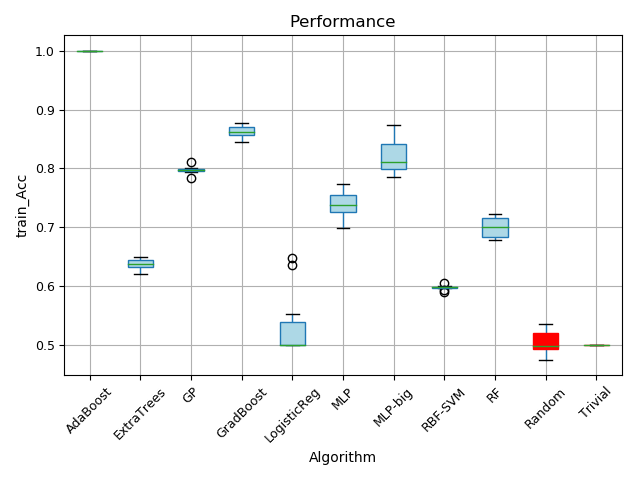 Performance
train_Acc
1.0
0.9
0.8
0.7
0.6
0.5
AdaBoost
ExtraTrees
GP
GradBoost
LogisticReg
MLP
MLP-big
RBF-SVM
RF
Random
Trivial
Algorithm